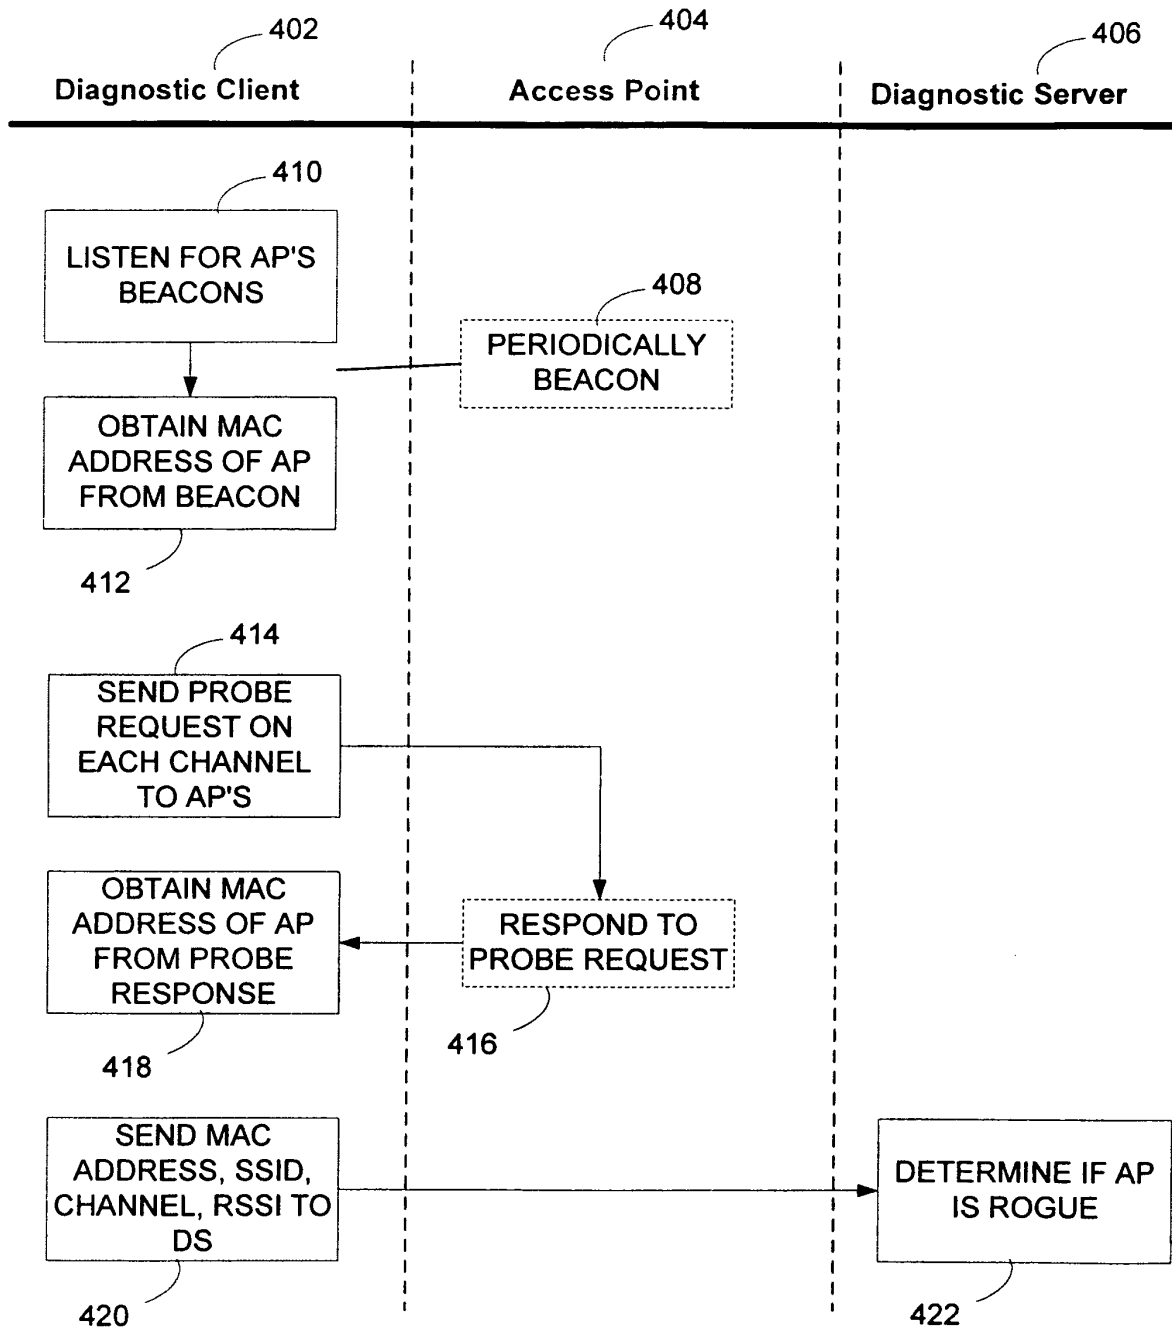 402
404
406
Diagnostic Client
Access Point
Diagnostic Server
410
LISTEN FOR AP'S
BEACONS
408
PERIODICALLY
BEACON
OBTAIN MAC
ADDRESS OF AP
FROM BEACON
412
414
SEND PROBE
REQUEST ON
EACH CHANNEL
TO AP'S
OBTAIN MAC
ADDRESS OF AP
FROM PROBE
RESPONSE
418
RESPOND TO
PROBE REQUEST
416
SEND MAC
ADDRESS, SSID,
CHANNEL, RSSI TO
DS
420
DETERMINE IF AP
IS ROGUE
422